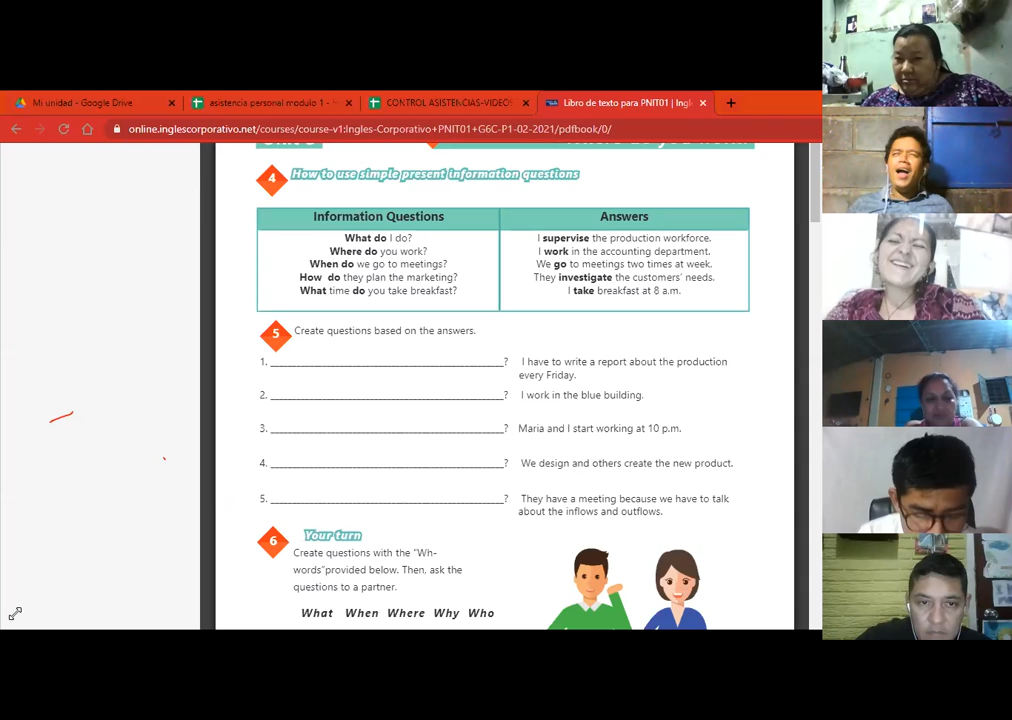 Mi unidad - Google Drive
asistencia personal modulo 1 -
CONTROL ASISTENCIAS-VIDEOS
Libro de texto para PNIT01 | Ingl
online.inglescorporativo.net/courses/course-v1:Ingles-Corporativo+PNIT01+G6C-P1-02-2021/pdfbook/0/
4 How to use simple present information questions
Information Questions Answers
What do I do? I supervise the production workforce.
Where do you work? I work in the accounting department.
When do we go to meetings? We go to meetings two times at week.
How do they plan the marketing? They investigate the customers' needs.
What time do you take breakfast? I take breakfast at 8 a.m.
5 Create questions based on the answers.
1. ______________________________? I have to write a report about the production
every Friday.
2. ______________________________? I work in the blue building.
3. ______________________________? Maria and I start working at 10 p.m.
4. ______________________________? We design and others create the new product.
5. ______________________________? They have a meeting because we have to talk
about the inflows and outflows.
6 Your turn
Create questions with the "Wh-
words"provided below. Then, ask the
questions to a partner.
What When Where Why Who